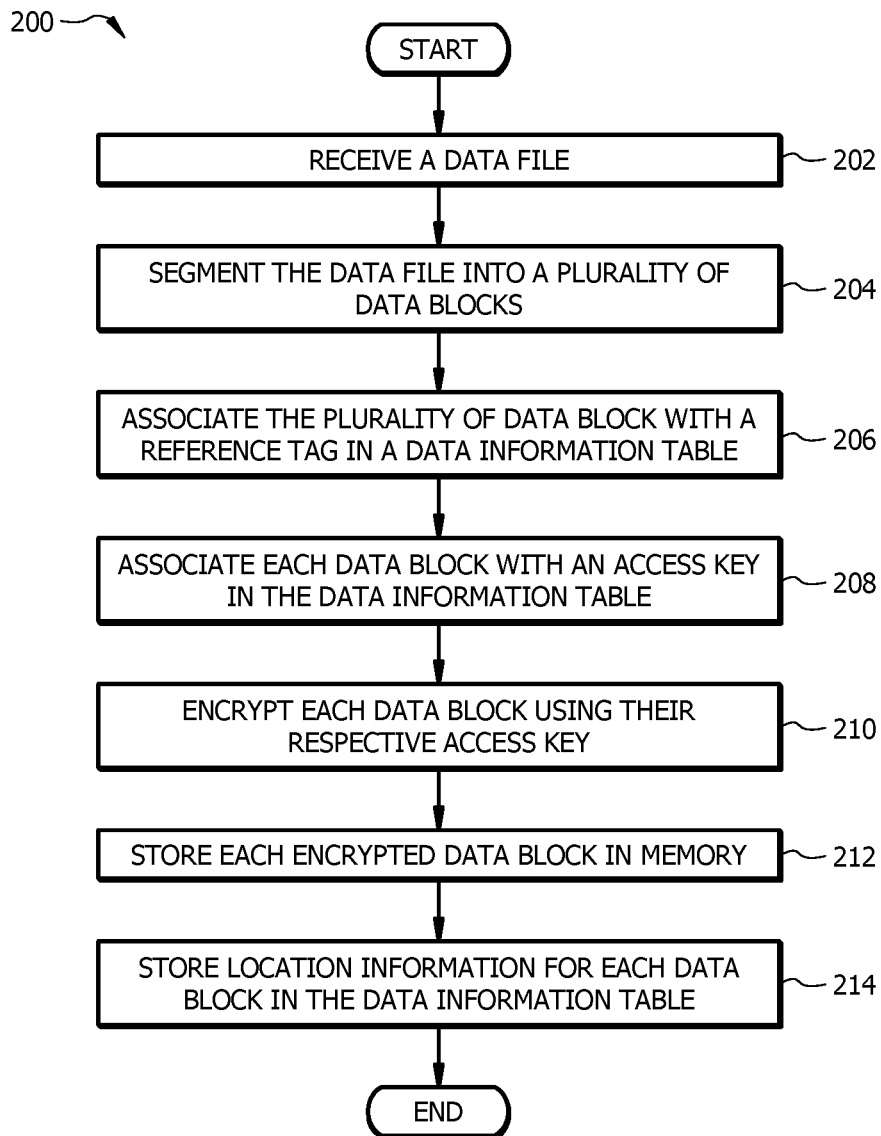 200
START
RECEIVE A DATA FILE
202
SEGMENT THE DATA FILE INTO A PLURALITY OF
DATA BLOCKS
204
ASSOCIATE THE PLURALITY OF DATA BLOCK WITH A
REFERENCE TAG IN A DATA INFORMATION TABLE
206
ASSOCIATE EACH DATA BLOCK WITH AN ACCESS KEY
IN THE DATA INFORMATION TABLE
208
ENCRYPT EACH DATA BLOCK USING THEIR
RESPECTIVE ACCESS KEY
210
STORE EACH ENCRYPTED DATA BLOCK IN MEMORY
212
STORE LOCATION INFORMATION FOR EACH DATA
BLOCK IN THE DATA INFORMATION TABLE
214
END